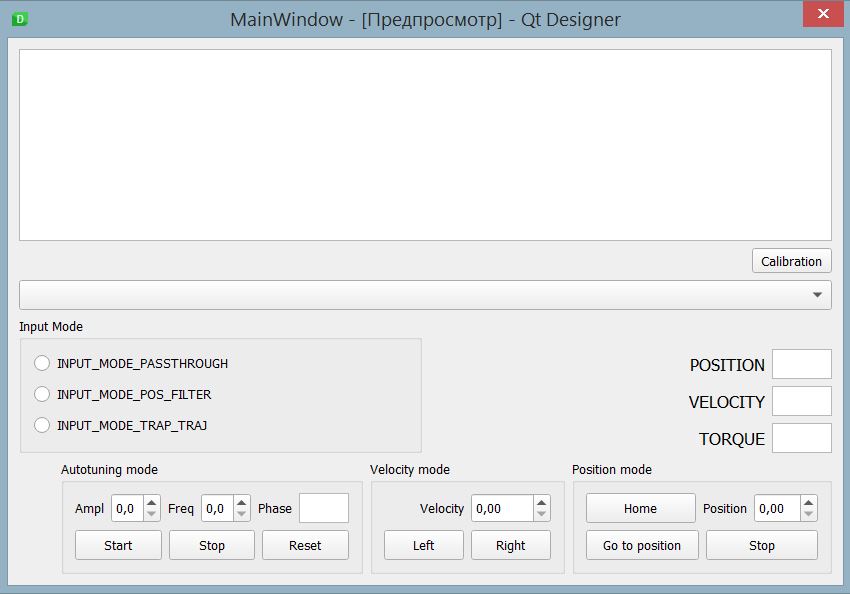 D
MainWindow - [Предпросмотр] - Qt Designer
Calibration
Input Mode
INPUT_MODE_PASSTHROUGH
INPUT_MODE_POS_FILTER
INPUT_MODE_TRAP_TRAJ
POSITION
VELOCITY
TORQUE
Autotuning mode
Ampl 0,0 Freq 0,0 Phase
Start Stop Reset
Velocity mode
Velocity 0,00
Left Right
Position mode
Home Position 0,00
Go to position Stop